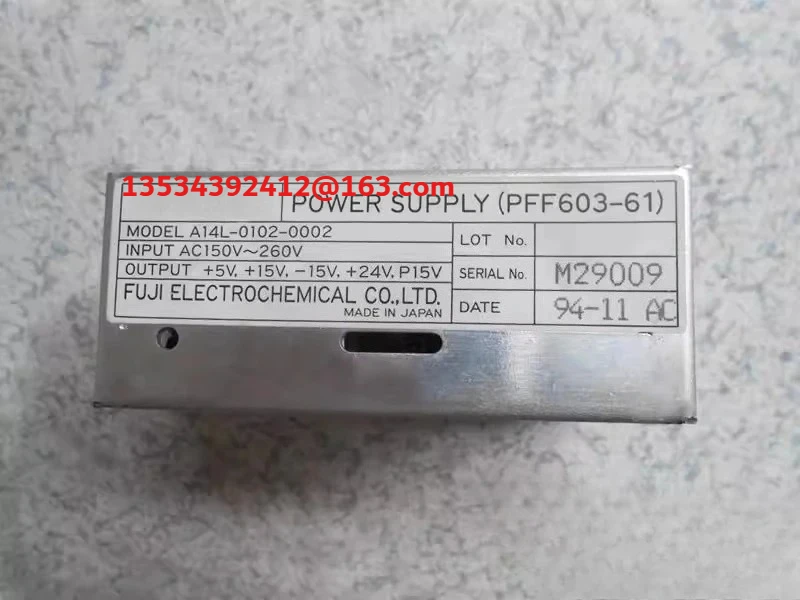 13534392412@163.com
POWER SUPPLY (PFF603-61)
MODEL A14L-0102-0002
INPUT AC150V~260V
OUTPUT +5V, +15V, -15V, +24V, P15V
FUJI ELECTROCHEMICAL CO.,LTD.
MADE IN JAPAN
LOT No.
SERIAL No. M29009
DATE 94-11 AC